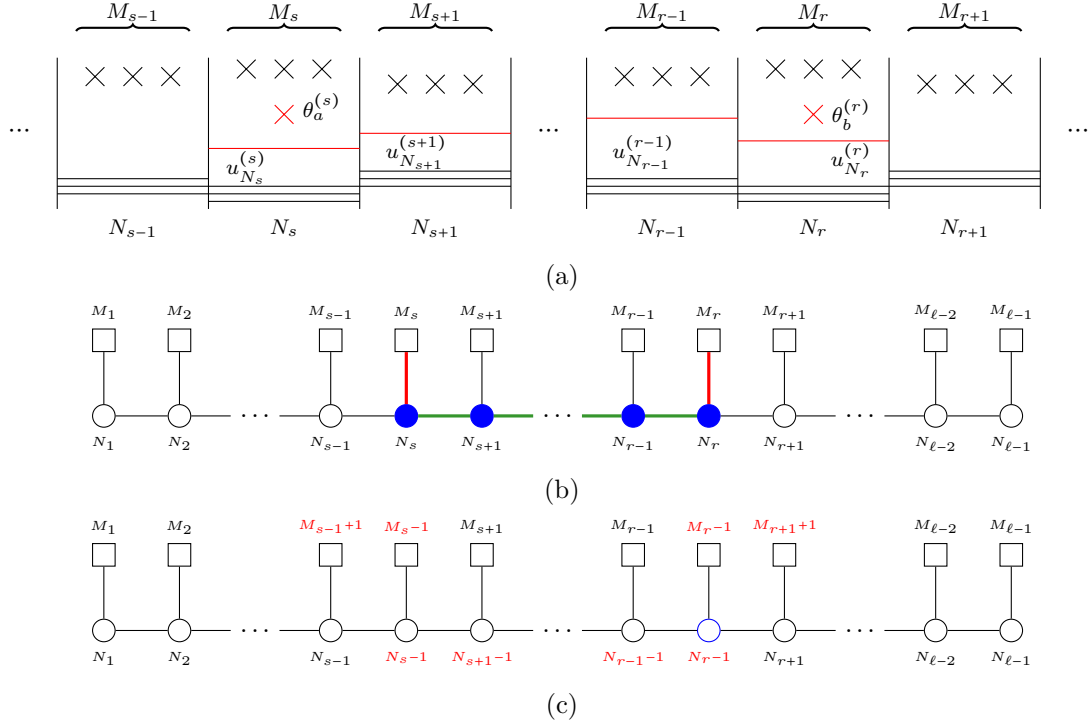 M_{s−1} M_s M_{s+1} M_{r−1} M_r M_{r+1}
θ_a^{(s)} θ_b^{(r)}
... ... ...
u_{N_s}^{(s)} u_{N_{s+1}}^{(s+1)} u_{N_{r−1}}^{(r−1)} u_{N_r}^{(r)}
N_{s−1} N_s N_{s+1} N_{r−1} N_r N_{r+1}
(a)
M_1 M_2 M_{s−1} M_s M_{s+1} M_{r−1} M_r M_{r+1} M_{ℓ−2} M_{ℓ−1}
... ... ...
N_1 N_2 N_{s−1} N_s N_{s+1} N_{r−1} N_r N_{r+1} N_{ℓ−2} N_{ℓ−1}
(b)
M_1 M_2 M_{s−1}+1 M_s−1 M_{s+1} M_{r−1} M_r−1 M_{r+1}+1 M_{ℓ−2} M_{ℓ−1}
... ... ...
N_1 N_2 N_{s−1} N_s−1 N_{s+1}−1 N_{r−1}−1 N_r−1 N_{r+1} N_{ℓ−2} N_{ℓ−1}
(c)